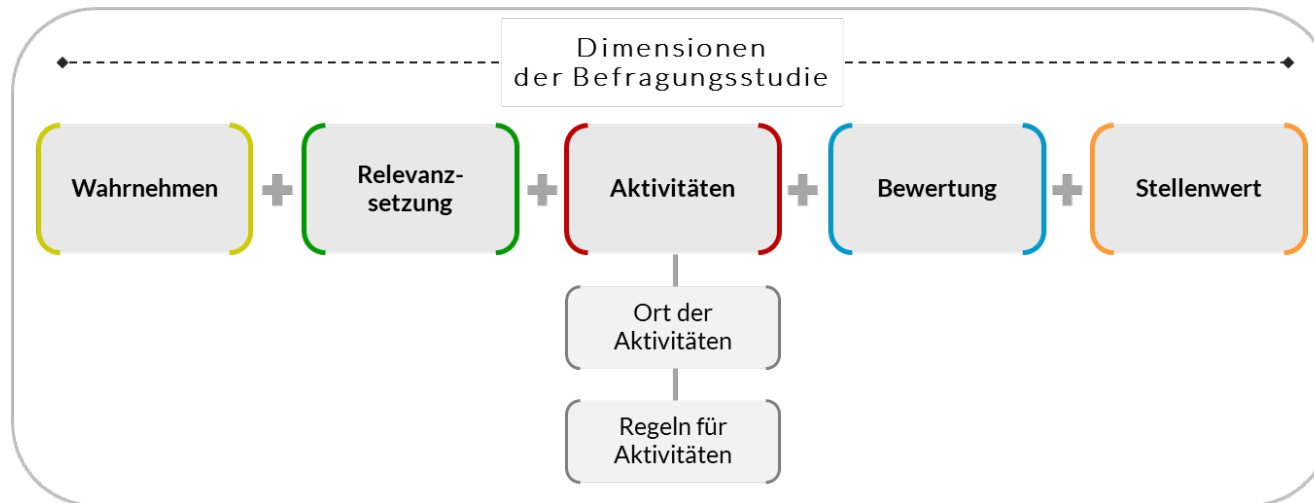 Dimensionen
der Befragungsstudie
Wahrnehmen
Relevanz-
setzung
Aktivitäten
Bewertung
Stellenwert
Ort der
Aktivitäten
Regeln für
Aktivitäten